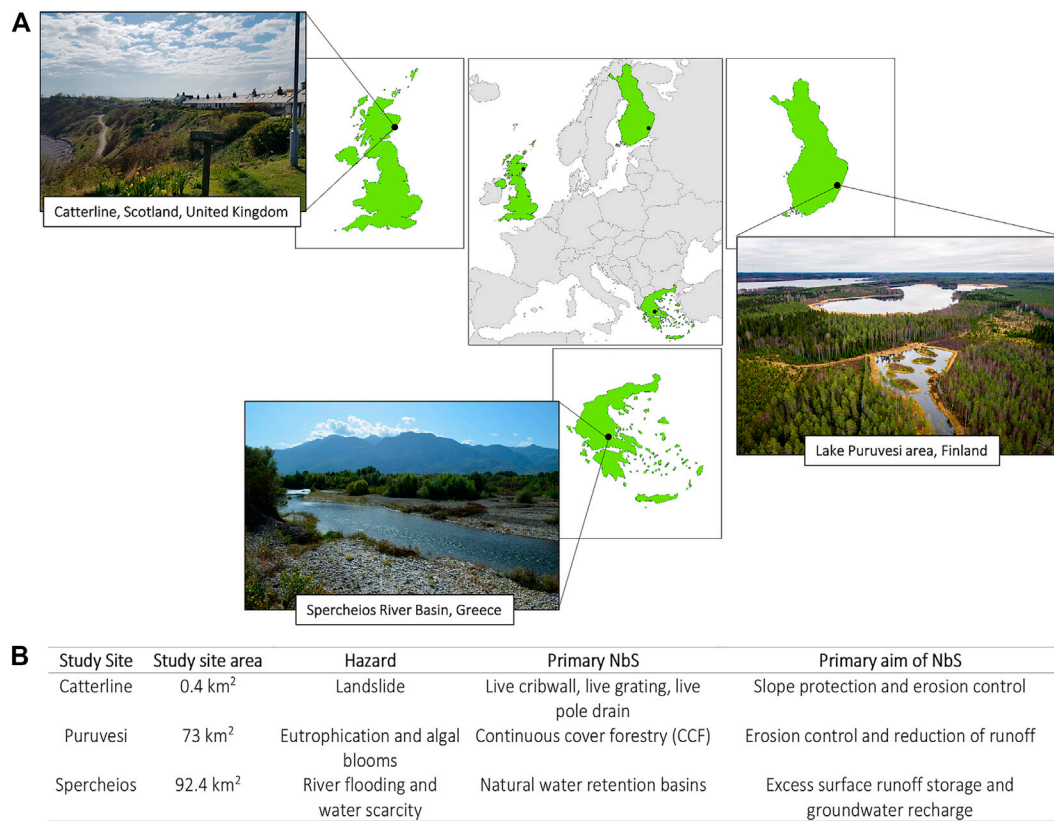 A
Catterline, Scotland, United Kingdom
Lake Puruvesi area, Finland
Spercheios River Basin, Greece
B
Study Site Study site area Hazard Primary NbS Primary aim of NbS
Catterline 0.4 km² Landslide Live cribwall, live grating, live pole drain Slope protection and erosion control
Puruvesi 73 km² Eutrophication and algal blooms Continuous cover forestry (CCF) Erosion control and reduction of runoff
Spercheios 92.4 km² River flooding and water scarcity Natural water retention basins Excess surface runoff storage and groundwater recharge